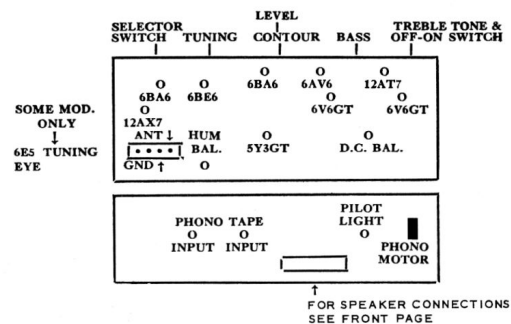 LEVEL
SELECTOR TREBLE TONE &
SWITCH TUNING CONTOUR BASS OFF-ON SWITCH
6BA6 6BE6 6BA6 6AV6 12AT7
6V6GT 6V6GT
SOME MOD.
ONLY
↓
6E5 TUNING
EYE
12AX7
ANT ↓ HUM
BAL. 5Y3GT D.C. BAL.
GND ↑
PILOT
PHONO TAPE LIGHT
INPUT INPUT
PHONO
MOTOR
↑
FOR SPEAKER CONNECTIONS
SEE FRONT PAGE